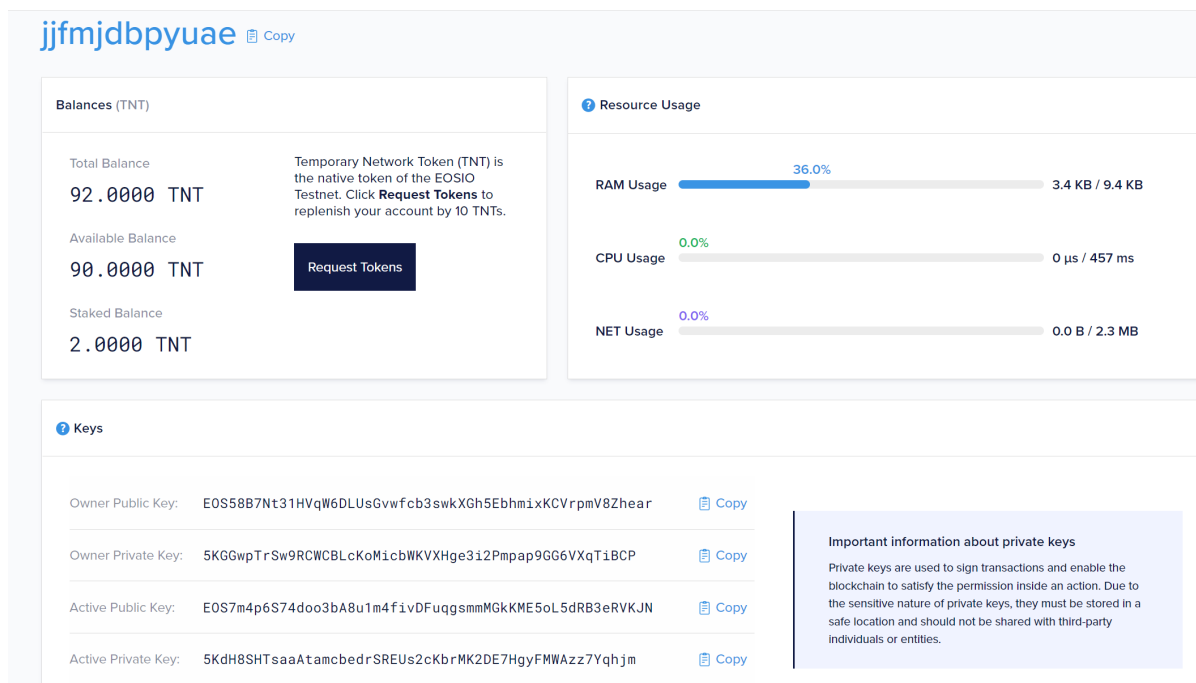 jjfmjdbpyuae Copy
Balances (TNT)
Total Balance
92.0000 TNT
Available Balance
90.0000 TNT
Staked Balance
2.0000 TNT
Temporary Network Token (TNT) is
the native token of the EOSIO
Testnet. Click Request Tokens to
replenish your account by 10 TNTs.
Request Tokens
? Resource Usage
36.0%
RAM Usage 3.4 KB / 9.4 KB
0.0%
CPU Usage 0 µs / 457 ms
0.0%
NET Usage 0.0 B / 2.3 MB
? Keys
Owner Public Key: EOS58B7Nt31HVqW6DLUsGvwfcb3swkXGh5EbhmixKCVrpmV8Zhear Copy
Owner Private Key: 5KGGwpTrSw9RCWCBLcKoMicbWKVXHge3i2Pmpap9GG6VXqTiBCP Copy
Active Public Key: EOS7m4p6S74doo3bA8u1m4fivDFuqgsmmMGkKME5oL5dRB3eRVKJN Copy
Active Private Key: 5KdH8SHTsaaAtamcbedrSREUs2cKbrMK2DE7HgyFMWAzz7Yqhjm Copy
Important information about private keys
Private keys are used to sign transactions and enable the
blockchain to satisfy the permission inside an action. Due to
the sensitive nature of private keys, they must be stored in a
safe location and should not be shared with third-party
individuals or entities.